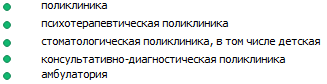 поликлиника
психотерапевтическая поликлиника
стоматологическая поликлиника, в том числе детская
консультативно-диагностическая поликлиника
амбулатория